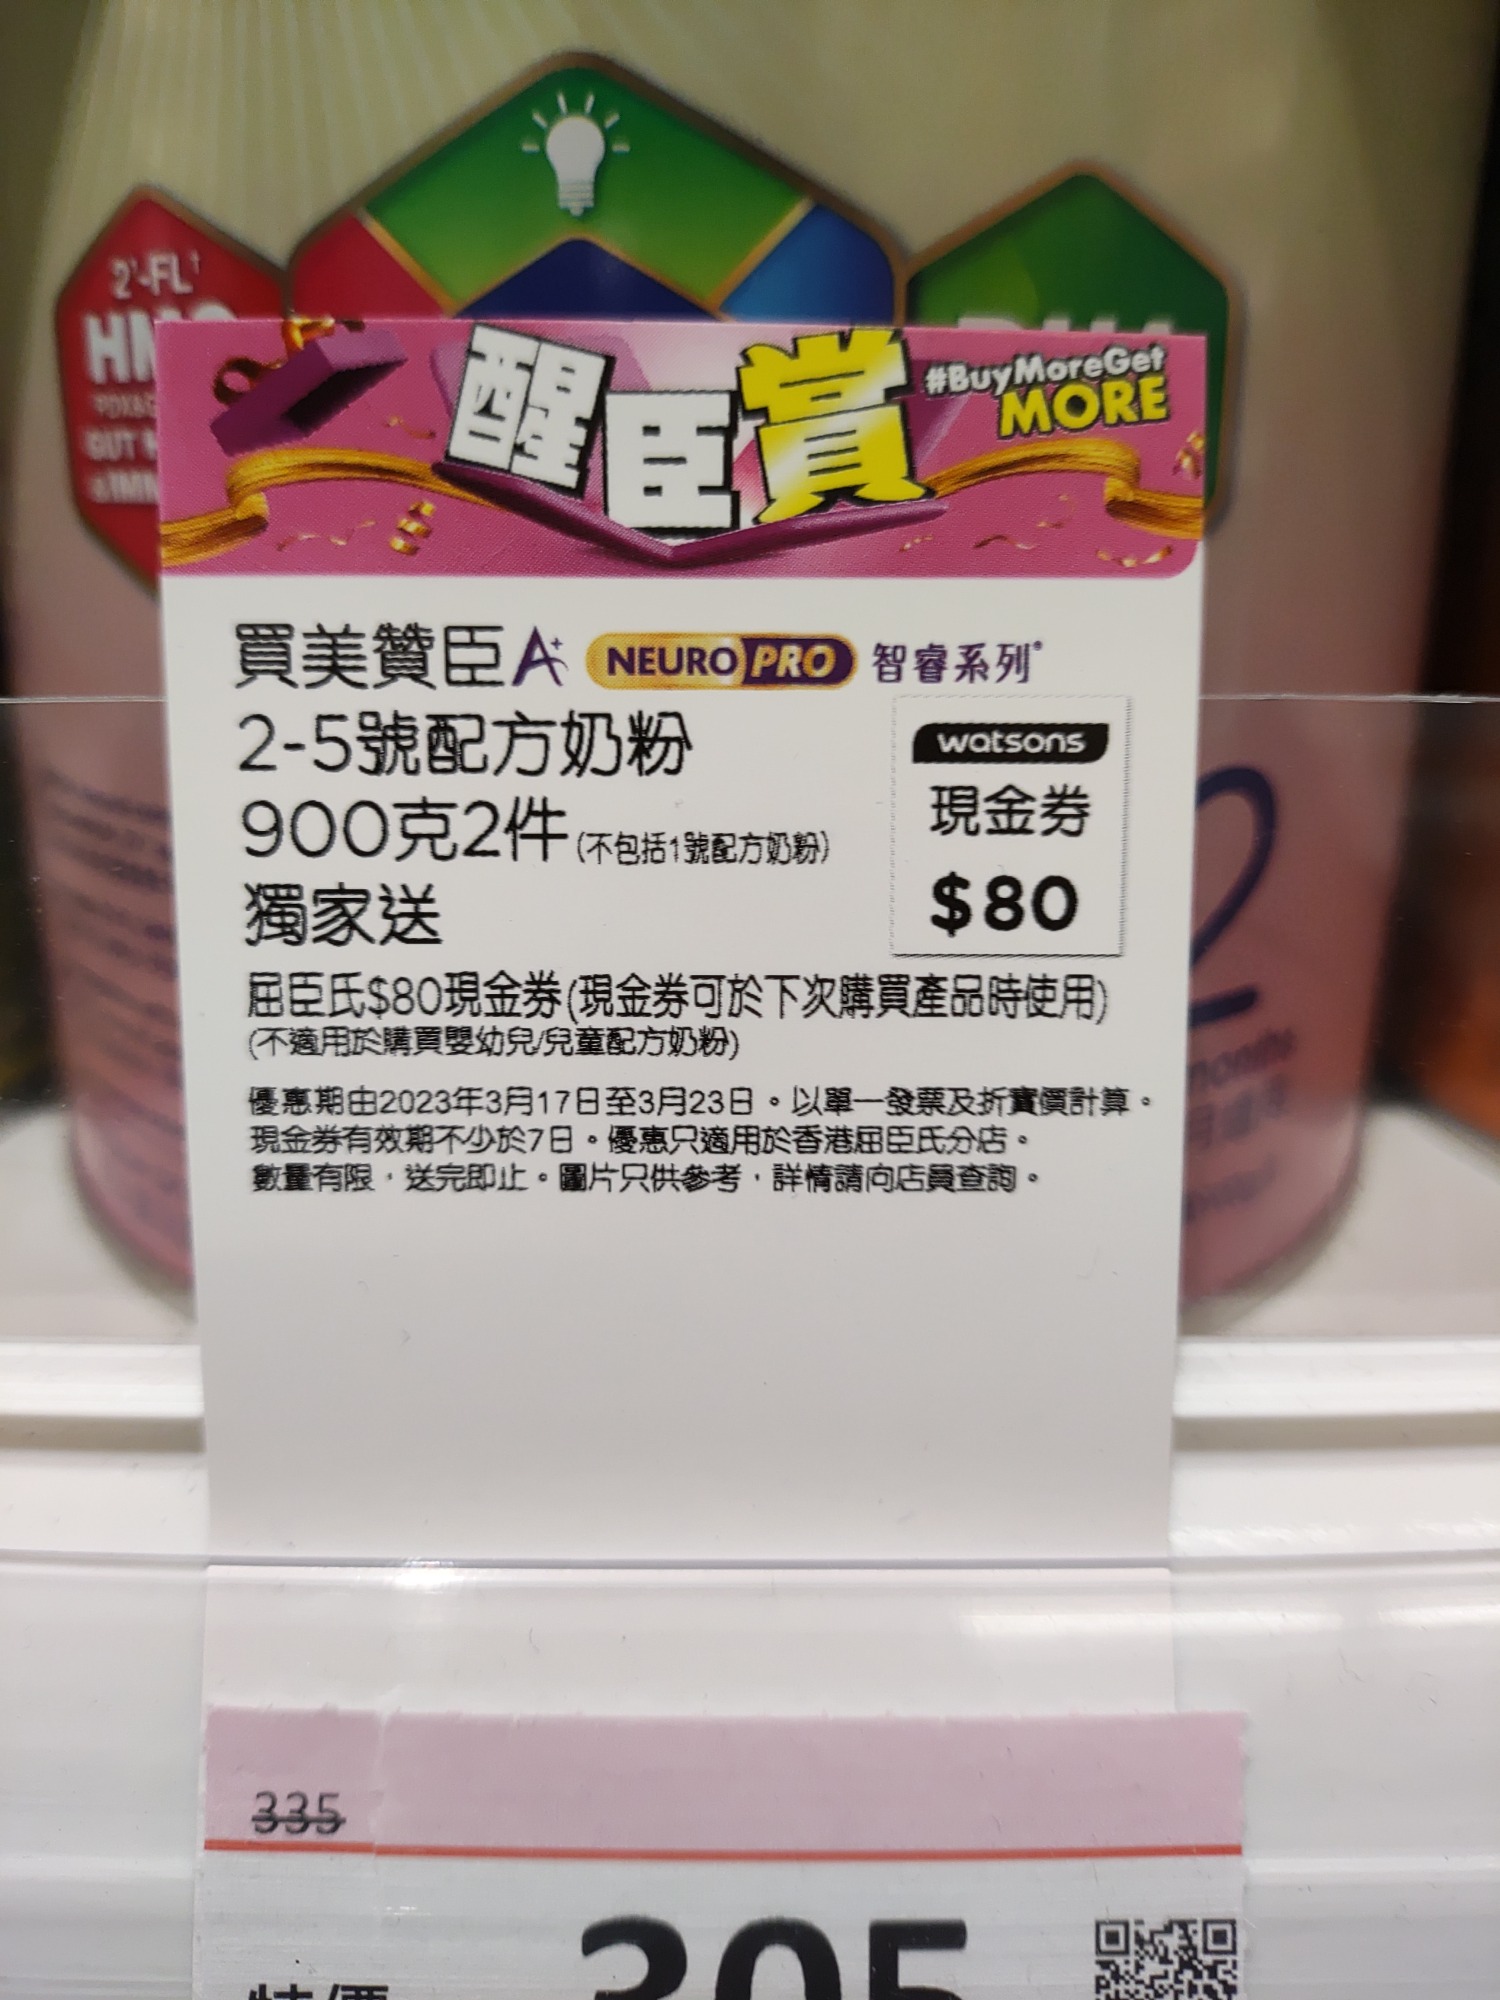 2'-FL
醒臣賞
#BuyMoreGet
MORE
買美贊臣A+ NEURO PRO 智睿系列
2-5號配方奶粉
900克2件(不包括1號配方奶粉)
獨家送
watsons
現金券
$80
屈臣氏$80現金券(現金券可於下次購買產品時使用)
(不適用於購買嬰幼兒/兒童配方奶粉)
優惠期由2023年3月17日至3月23日。以單一發票及折實價計算。
現金券有效期不少於7日。優惠只適用於香港屈臣氏分店。
數量有限，送完即止。圖片只供參考，詳情請向店員查詢。
2
335
特價
305